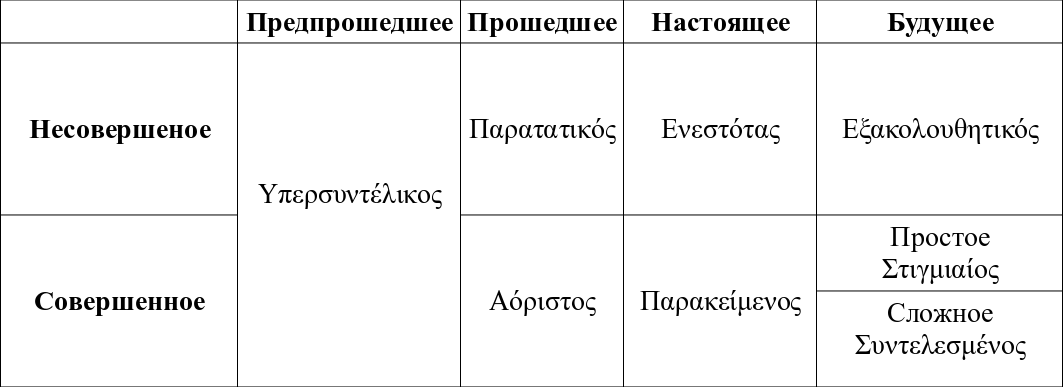 Предпрошедшее Прошедшее Настоящее Будущее
Несовершеное Παρατατικός Ενεστότας Εξακολουθητικός
Υπερσυντέλικος
Совершенное Αόριστος Παρακείμενος
Простое
Στιγμιαίος
Сложное
Συντελεσμένος